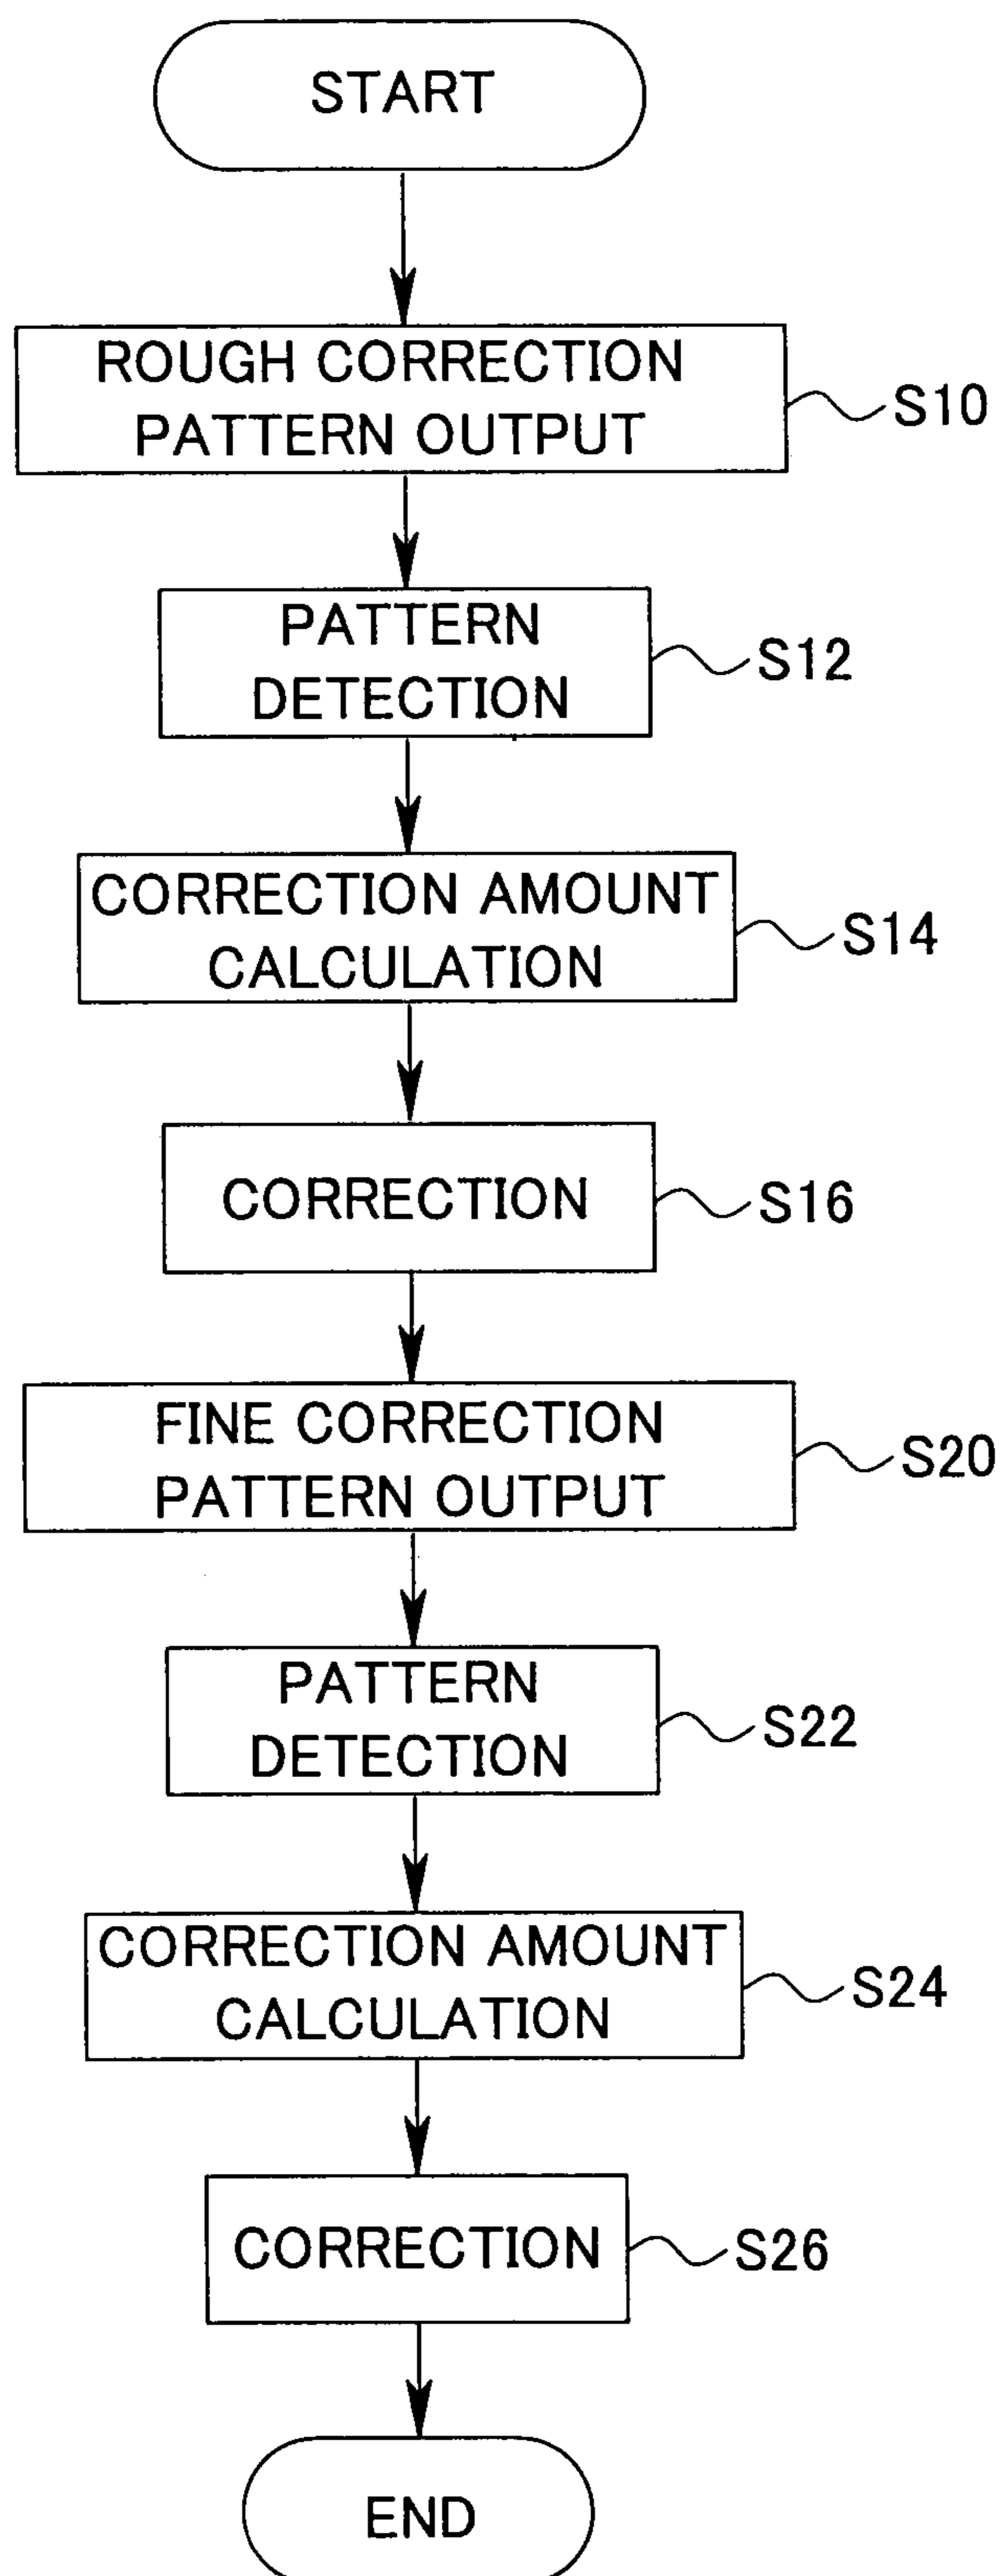 START
ROUGH CORRECTION
PATTERN OUTPUT
S10
PATTERN
DETECTION
S12
CORRECTION AMOUNT
CALCULATION
S14
CORRECTION
S16
FINE CORRECTION
PATTERN OUTPUT
S20
PATTERN
DETECTION
S22
CORRECTION AMOUNT
CALCULATION
S24
CORRECTION
S26
END